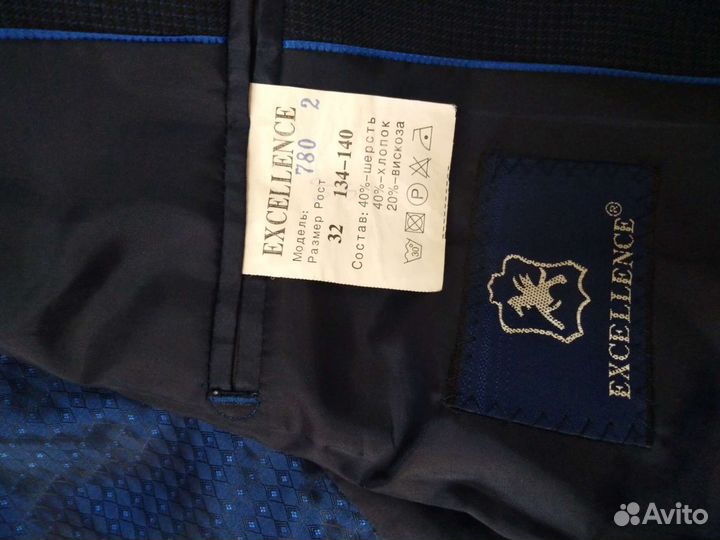 EXCELLENCE
Модель: 780 2
Размер Рост
32 134-140
Состав: 40%-шерсть
40%-хлопок
20%-вискоза
30°
P
EXCELLENCE®
Avito